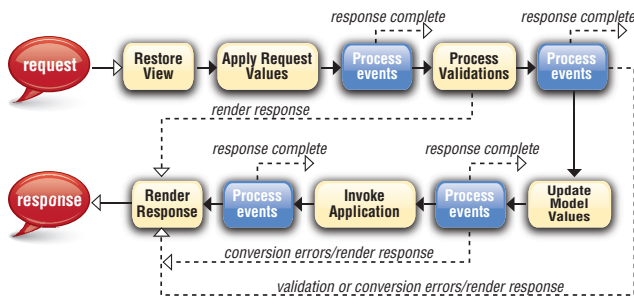 response complete
response complete
request
Restore
View
Apply Request
Values
Process
events
Process
Validations
Process
events
render response
response complete
response complete
response
Render
Response
Process
events
Invoke
Application
Process
events
Update
Model
Values
conversion errors/render response
validation or conversion errors/render response